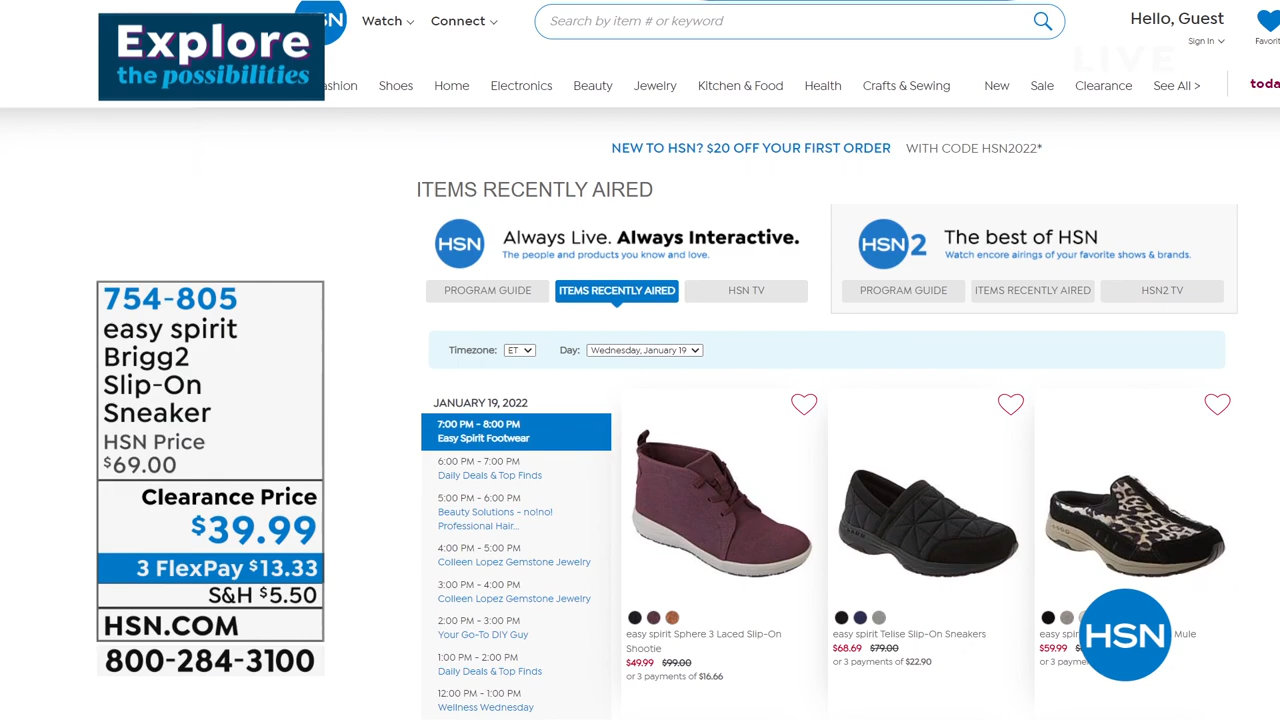 Explore
the possibilities
HSN
Watch
Connect
Search by item # or keyword
Hello, Guest
Sign In
LIVE
Shoes
Home
Electronics
Beauty
Jewelry
Kitchen & Food
Health
Crafts & Sewing
New
Sale
Clearance
See All >
NEW TO HSN? $20 OFF YOUR FIRST ORDER WITH CODE HSN2022*
ITEMS RECENTLY AIRED
HSN
Always Live. Always Interactive.
The people and products you know and love.
PROGRAM GUIDE
ITEMS RECENTLY AIRED
HSN TV
HSN2
The best of HSN
Watch encore airings of your favorite shows & brands.
PROGRAM GUIDE
ITEMS RECENTLY AIRED
HSN2 TV
Timezone: ET Day: Wednesday, January 19
754-805
easy spirit
Brigg2
Slip-On
Sneaker
HSN Price
$69.00
Clearance Price
$39.99
3 FlexPay $13.33
S&H $5.50
HSN.COM
800-284-3100
JANUARY 19, 2022
7:00 PM - 8:00 PM
Easy Spirit Footwear
6:00 PM - 7:00 PM
Daily Deals & Top Finds
5:00 PM - 6:00 PM
Beauty Solutions - no!no!
Professional Hair...
4:00 PM - 5:00 PM
Colleen Lopez Gemstone Jewelry
3:00 PM - 4:00 PM
Colleen Lopez Gemstone Jewelry
2:00 PM - 3:00 PM
Your Go-To DIY Guy
1:00 PM - 2:00 PM
Daily Deals & Top Finds
12:00 PM - 1:00 PM
Wellness Wednesday
easy spirit Sphere 3 Laced Slip-On
Shootie
$49.99 $99.00
or 3 payments of $16.66
easy spirit Telise Slip-On Sneakers
$68.69 $79.00
or 3 payments of $22.90
easy Mule
$59.99
or 3
HSN